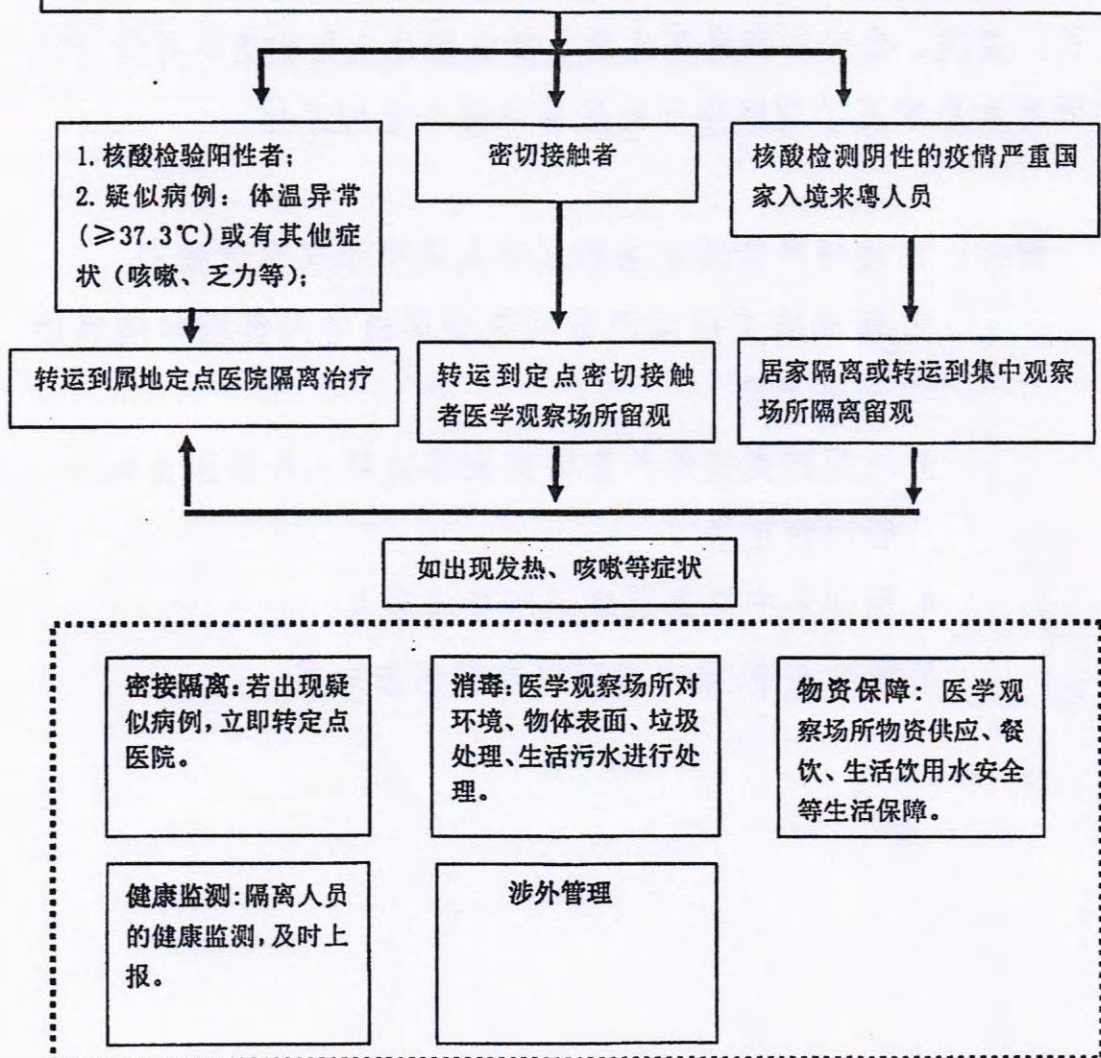 1. 核酸检验阳性者;
2. 疑似病例: 体温异常
(≥37.3℃)或有其他症
状 (咳嗽、乏力等);
密切接触者
核酸检测阴性的疫情严重国
家入境来粤人员
转运到属地定点医院隔离治疗
转运到定点密切接触
者医学观察场所留观
居家隔离或转运到集中观察
场所隔离留观
如出现发热、咳嗽等症状
密接隔离:若出现疑
似病例,立即转定点
医院。
消毒:医学观察场所对
环境、物体表面、垃圾
处理、生活污水进行处
理。
物资保障: 医学观
察场所物资供应、餐
饮、生活饮用水安全
等生活保障。
健康监测:隔离人员
的健康监测,及时上
报。
涉外管理